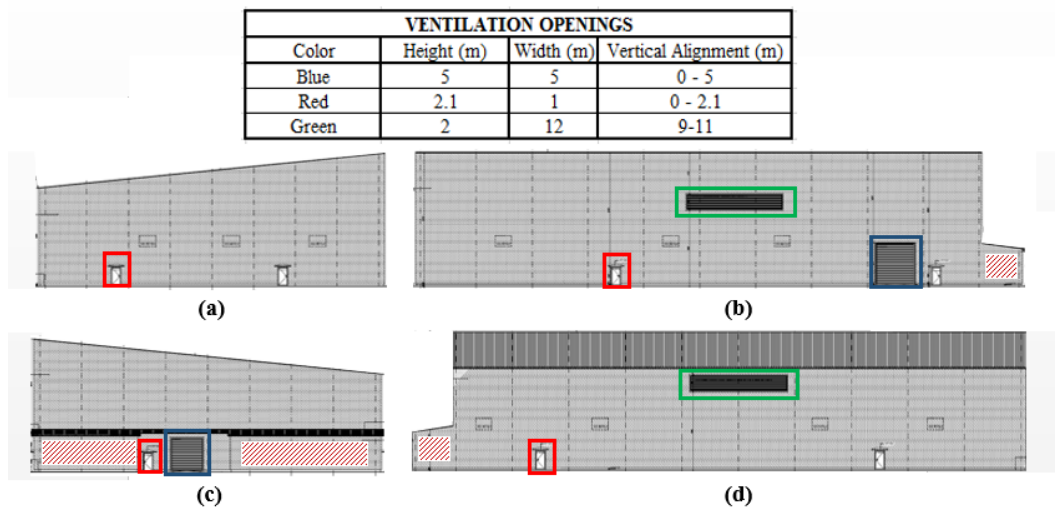 VENTILATION OPENINGS
Color Height (m) Width (m) Vertical Alignment (m)
Blue 5 5 0 - 5
Red 2.1 1 0 - 2.1
Green 2 12 9-11
(a) (b)
(c) (d)